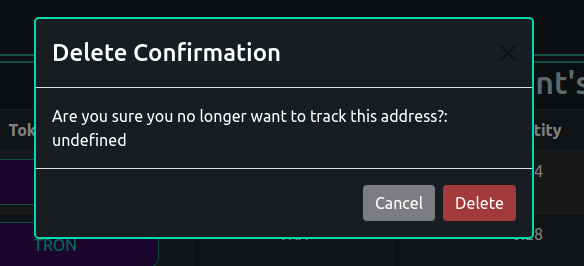 Delete Confirmation
nt's
Are you sure you no longer want to track this address?:
undefined
Tok
tity
4
Cancel
Delete
TRON